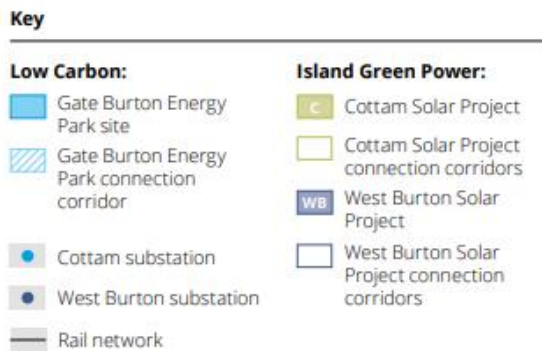 Key
Low Carbon:
Gate Burton Energy
Park site
Gate Burton Energy
Park connection
corridor
Cottam substation
West Burton substation
Rail network
Island Green Power:
C
Cottam Solar Project
Cottam Solar Project
connection corridors
WB
West Burton Solar
Project
West Burton Solar
Project connection
corridors